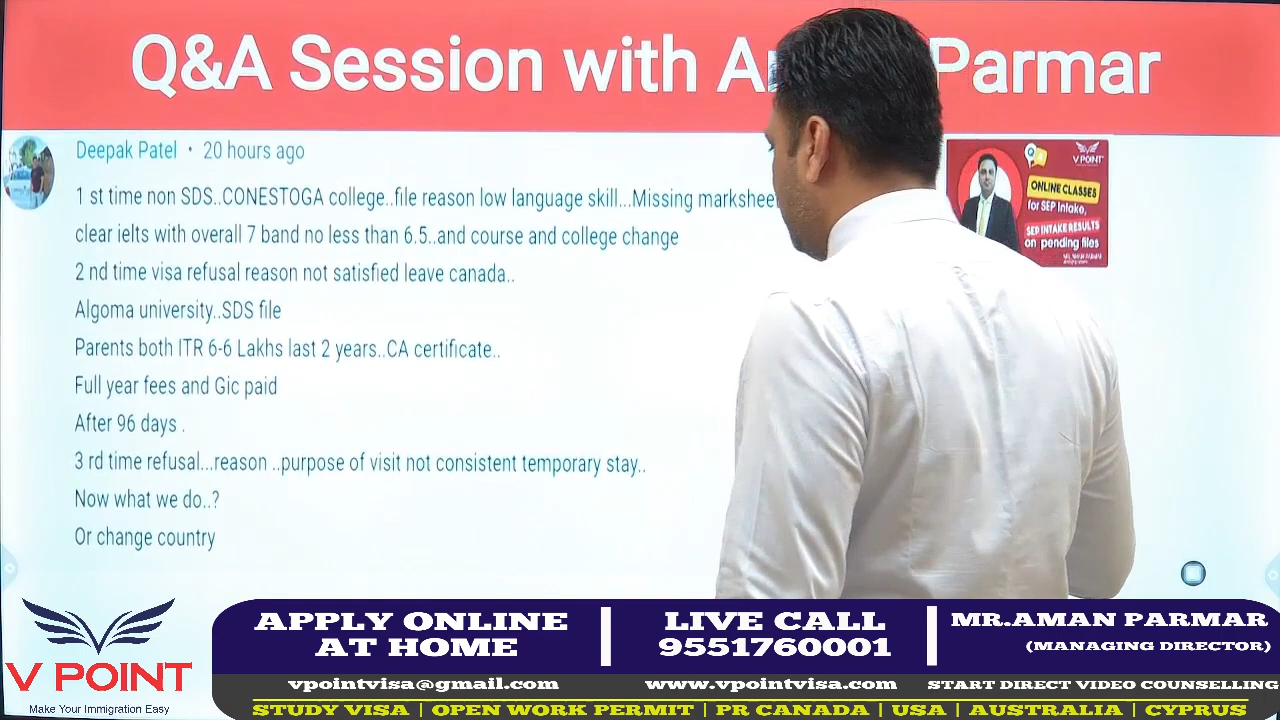 Q&A Session with A Parmar
Deepak Patel • 20 hours ago
1 st time non SDS..CONESTOGA college..file reason low language skill...Missing markshee
clear ielts with overall 7 band no less than 6.5..and course and college change
2 nd time visa refusal reason not satisfied leave canada..
Algoma university..SDS file
Parents both ITR 6-6 Lakhs last 2 years..CA certificate..
Full year fees and Gic paid
After 96 days .
3 rd time refusal...reason ..purpose of visit not consistent temporary stay..
Now what we do..?
Or change country
Q A
V POINT
ONLINE CLASSES
for SEP Intake,
SEP INTAKE RESULTS
on pending files
V POINT
Make Your Immigration Easy
APPLY ONLINE
AT HOME
LIVE CALL
9551760001
MR.AMAN PARMAR
(MANAGING DIRECTOR)
vpointvisa@gmail.com
www.vpointvisa.com
START DIRECT VIDEO COUNSELLING
STUDY VISA | OPEN WORK PERMIT | PR CANADA | USA | AUSTRALIA | CYPRUS